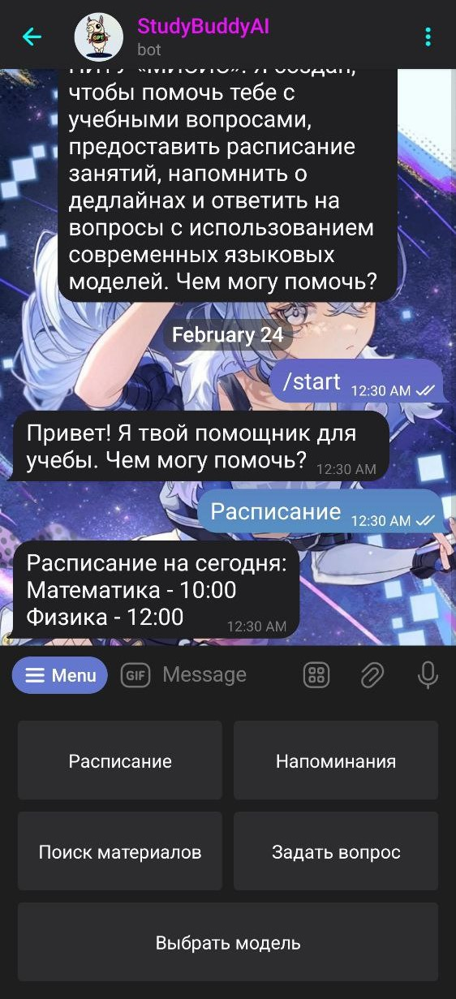 StudyBuddyAI
bot
чтобы помочь тебе с
учебными вопросами,
предоставить расписание
занятий, напомнить о
дедлайнах и ответить на
вопросы с использованием
современных языковых
моделей. Чем могу помочь?
February 24
/start 12:30 AM
Привет! Я твой помощник для
учебы. Чем могу помочь? 12:30 AM
Расписание 12:30 AM
Расписание на сегодня:
Математика - 10:00
Физика - 12:00 12:30 AM
Menu GIF Message
Расписание
Напоминания
Поиск материалов
Задать вопрос
Выбрать модель